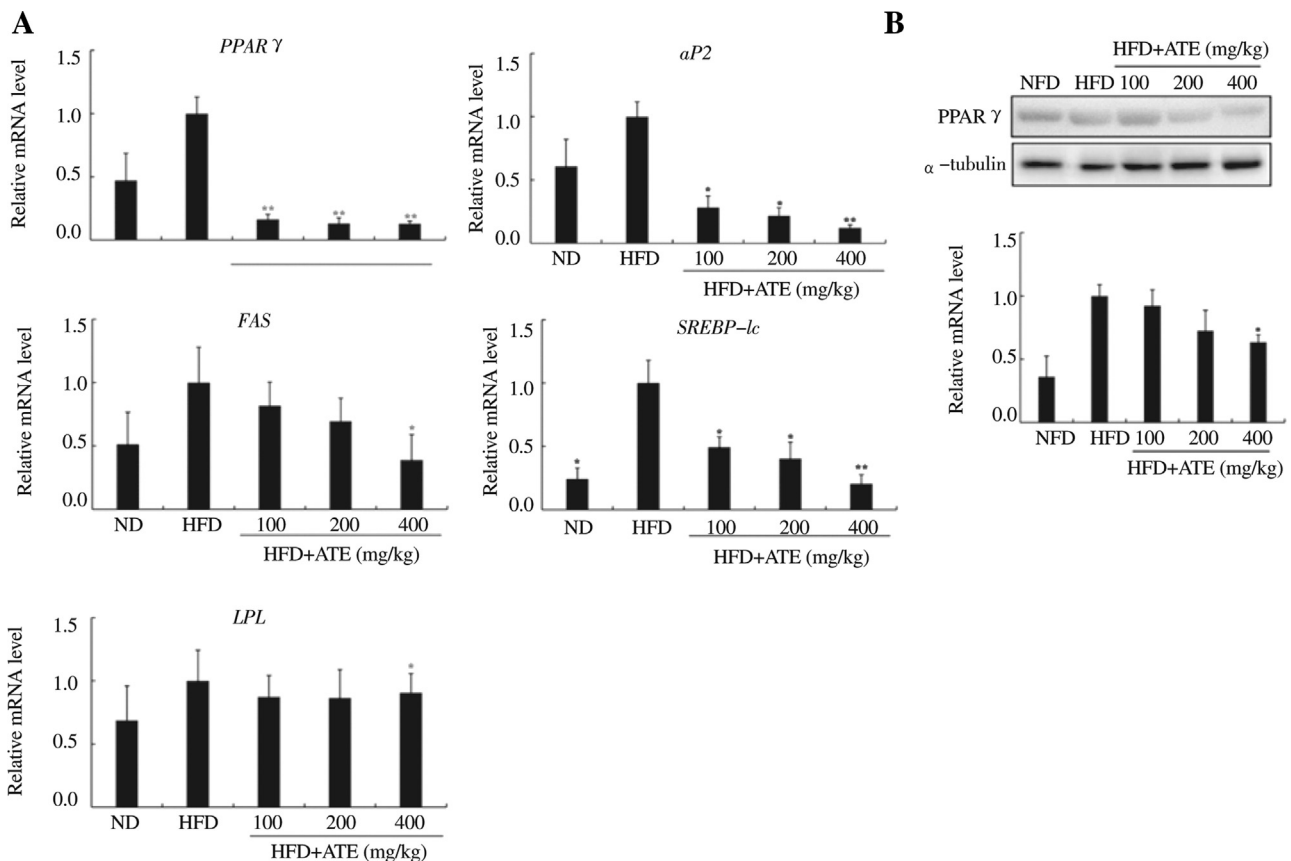 A
PPAR γ
Relative mRNA level
1.5
1.0
0.5
0.0
** ** **
aP2
Relative mRNA level
1.5
1.0
0.5
0.0
* * **
ND HFD 100 200 400
HFD+ATE (mg/kg)
FAS
Relative mRNA level
1.5
1.0
0.5
0.0
*
ND HFD 100 200 400
HFD+ATE (mg/kg)
SREBP-lc
Relative mRNA level
1.5
1.0
0.5
0.0
* * * **
ND HFD 100 200 400
HFD+ATE (mg/kg)
LPL
Relative mRNA level
1.5
1.0
0.5
0.0
*
ND HFD 100 200 400
HFD+ATE (mg/kg)
B
HFD+ATE (mg/kg)
NFD HFD 100 200 400
PPAR γ
α-tubulin
Relative mRNA level
1.5
1.0
0.5
0.0
*
NFD HFD 100 200 400
HFD+ATE (mg/kg)